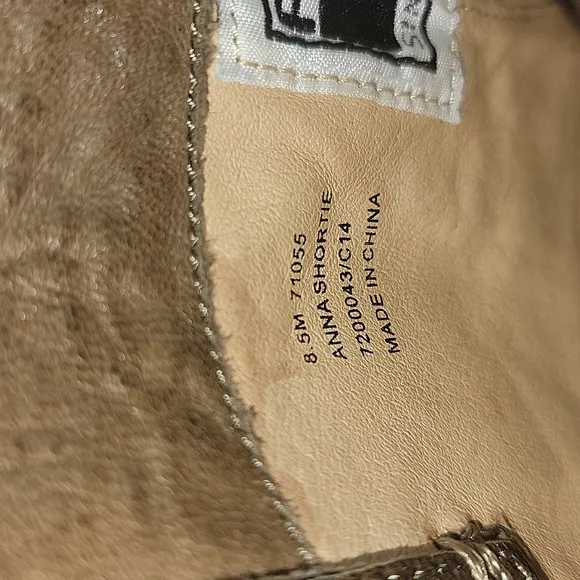 8.5M 71055
ANNA SHORTIE
7200043/C14
MADE IN CHINA